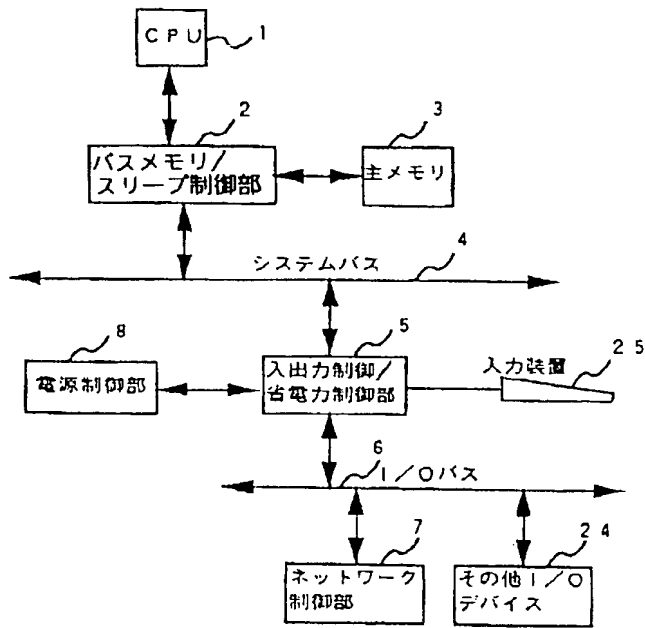 CPU
1
2
バスメモリ/
スリープ制御部
3
主メモリ
4
システムバス
8
電源制御部
5
入出力制御/
省電力制御部
入力装置
25
6
I/Oバス
7
ネットワーク
制御部
24
その他I/O
デバイス